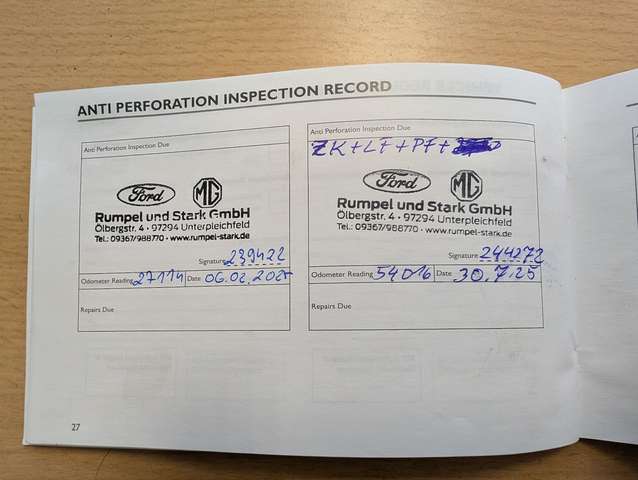 ANTI PERFORATION INSPECTION RECORD
Anti Perforation Inspection Due
Ford MG
Rumpel und Stark GmbH
Ölbergstr. 4 · 97294 Unterpleichfeld
Tel.: 09367/988770 · www.rumpel-stark.de
Signature 239422
Odometer Reading 27114 Date 06.02.2025
Repairs Due
Anti Perforation Inspection Due
ZK+LF+PF+
Ford MG
Rumpel und Stark GmbH
Ölbergstr. 4 · 97294 Unterpleichfeld
Tel.: 09367/988770 · www.rumpel-stark.de
Signature 244272
Odometer Reading 54016 Date 30.7.25
Repairs Due
27